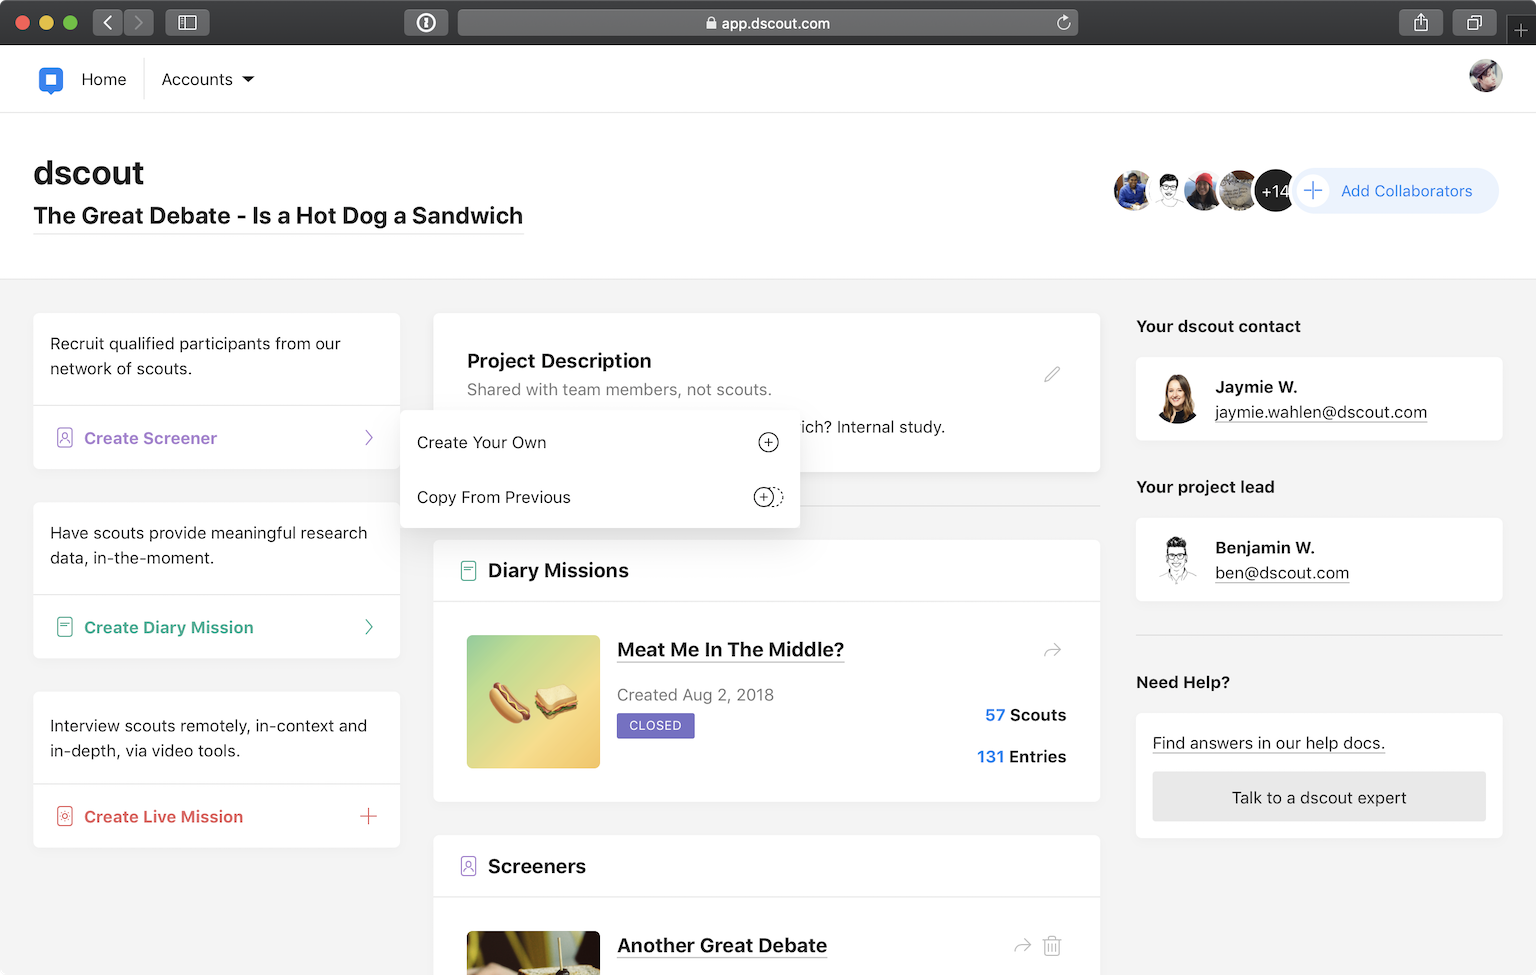 app.dscout.com
Home
Accounts
dscout
The Great Debate - Is a Hot Dog a Sandwich
+14
Add Collaborators
Recruit qualified participants from our
network of scouts.
Create Screener
Create Your Own
Copy From Previous
Have scouts provide meaningful research
data, in-the-moment.
Create Diary Mission
Interview scouts remotely, in-context and
in-depth, via video tools.
Create Live Mission
Project Description
Shared with team members, not scouts.
ich? Internal study.
Diary Missions
Meat Me In The Middle?
Created Aug 2, 2018
CLOSED
57 Scouts
131 Entries
Screeners
Another Great Debate
Your dscout contact
Jaymie W.
jaymie.wahlen@dscout.com
Your project lead
Benjamin W.
ben@dscout.com
Need Help?
Find answers in our help docs.
Talk to a dscout expert